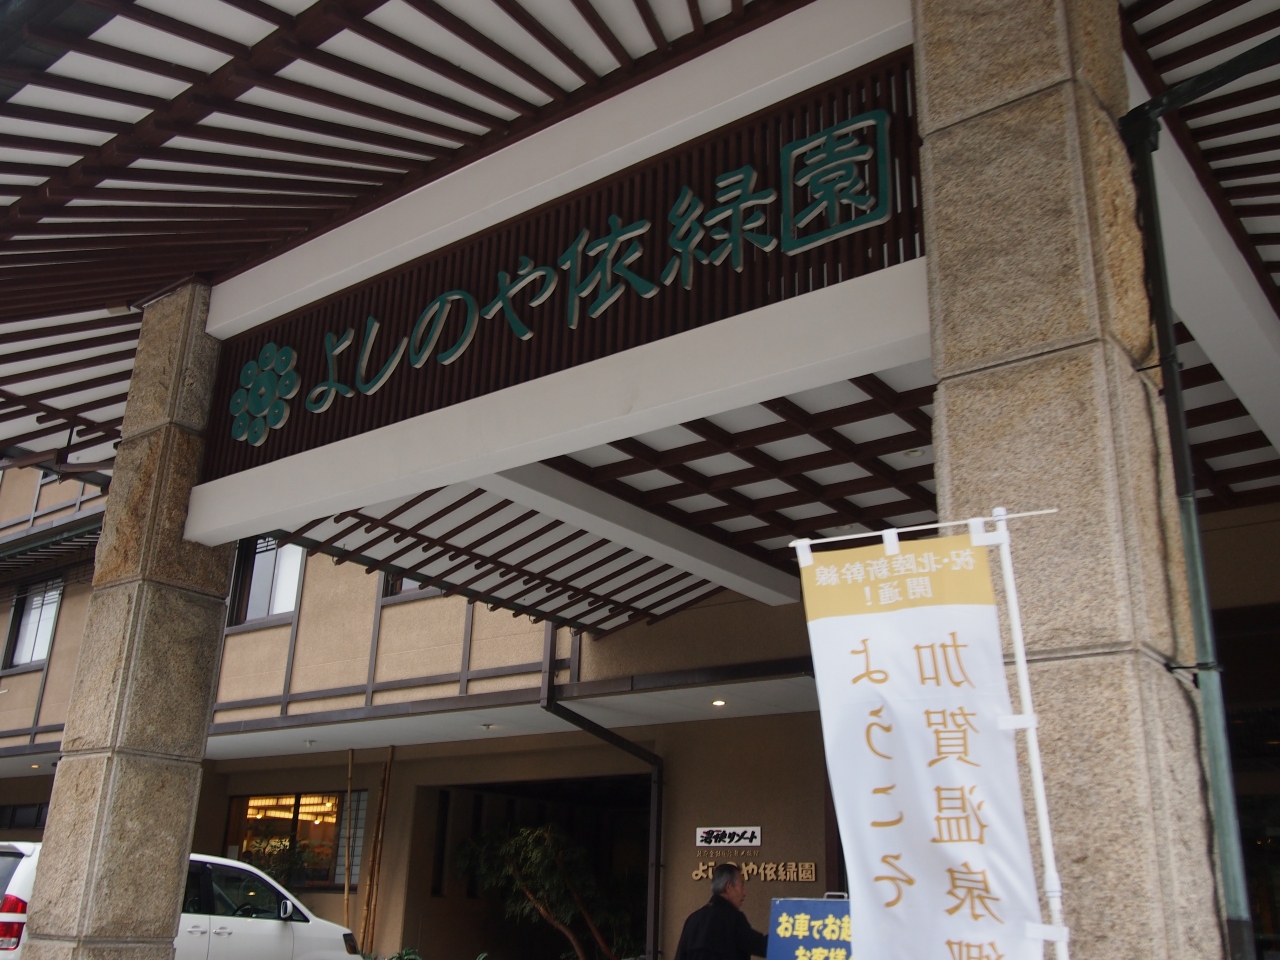 よしのや依緑園
祝・北陸新幹線
開通！
加賀温泉郷
ようこそ
湯快リゾート
よしのや依緑園
お車でお越
お客様